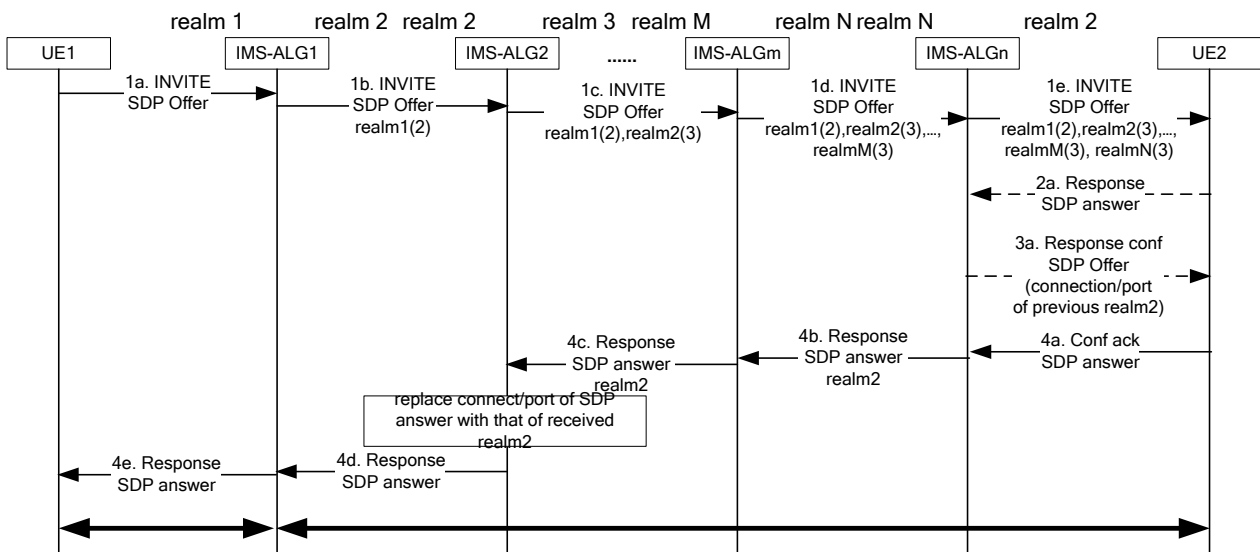 realm 1 realm 2 realm 2 realm 3 realm M realm N realm N realm 2
UE1 IMS-ALG1 IMS-ALG2 ...... IMS-ALGm IMS-ALGn UE2
1a. INVITE
SDP Offer
1b. INVITE
SDP Offer
realm1(2)
1c. INVITE
SDP Offer
realm1(2),realm2(3)
1d. INVITE
SDP Offer
realm1(2),realm2(3),...,
realmM(3)
1e. INVITE
SDP Offer
realm1(2),realm2(3),...,
realmM(3), realmN(3)
2a. Response
SDP answer
3a. Response conf
SDP Offer
(connection/port
of previous realm2)
4a. Conf ack
SDP answer
4b. Response
SDP answer
realm2
4c. Response
SDP answer
realm2
replace connect/port of SDP
answer with that of received
realm2
4d. Response
SDP answer
4e. Response
SDP answer